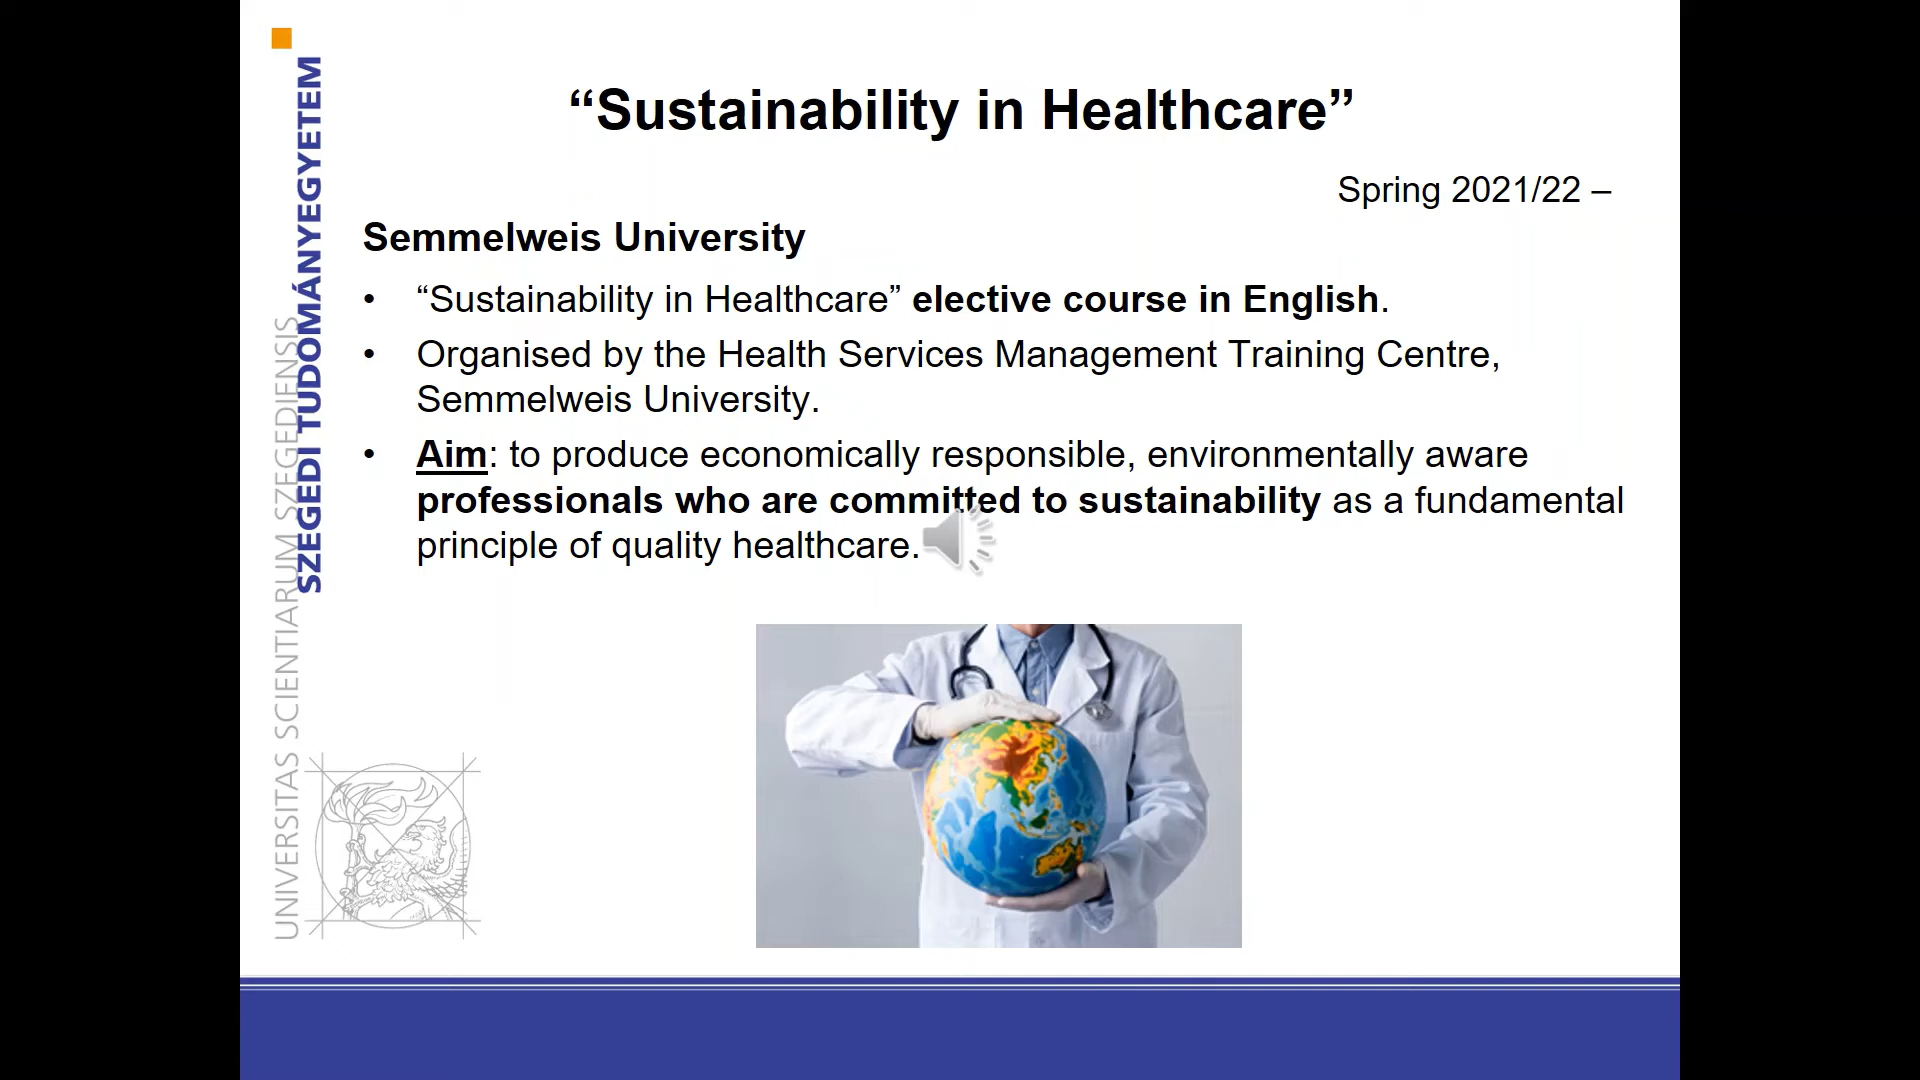 “Sustainability in Healthcare”
Spring 2021/22 –
Semmelweis University
• “Sustainability in Healthcare” elective course in English.
• Organised by the Health Services Management Training Centre,
Semmelweis University.
• Aim: to produce economically responsible, environmentally aware
professionals who are committed to sustainability as a fundamental
principle of quality healthcare.
SZEGEDI TUDOMÁNYEGYETEM
UNIVERSITAS SCIENTIARUM SZEGEDIENSIS